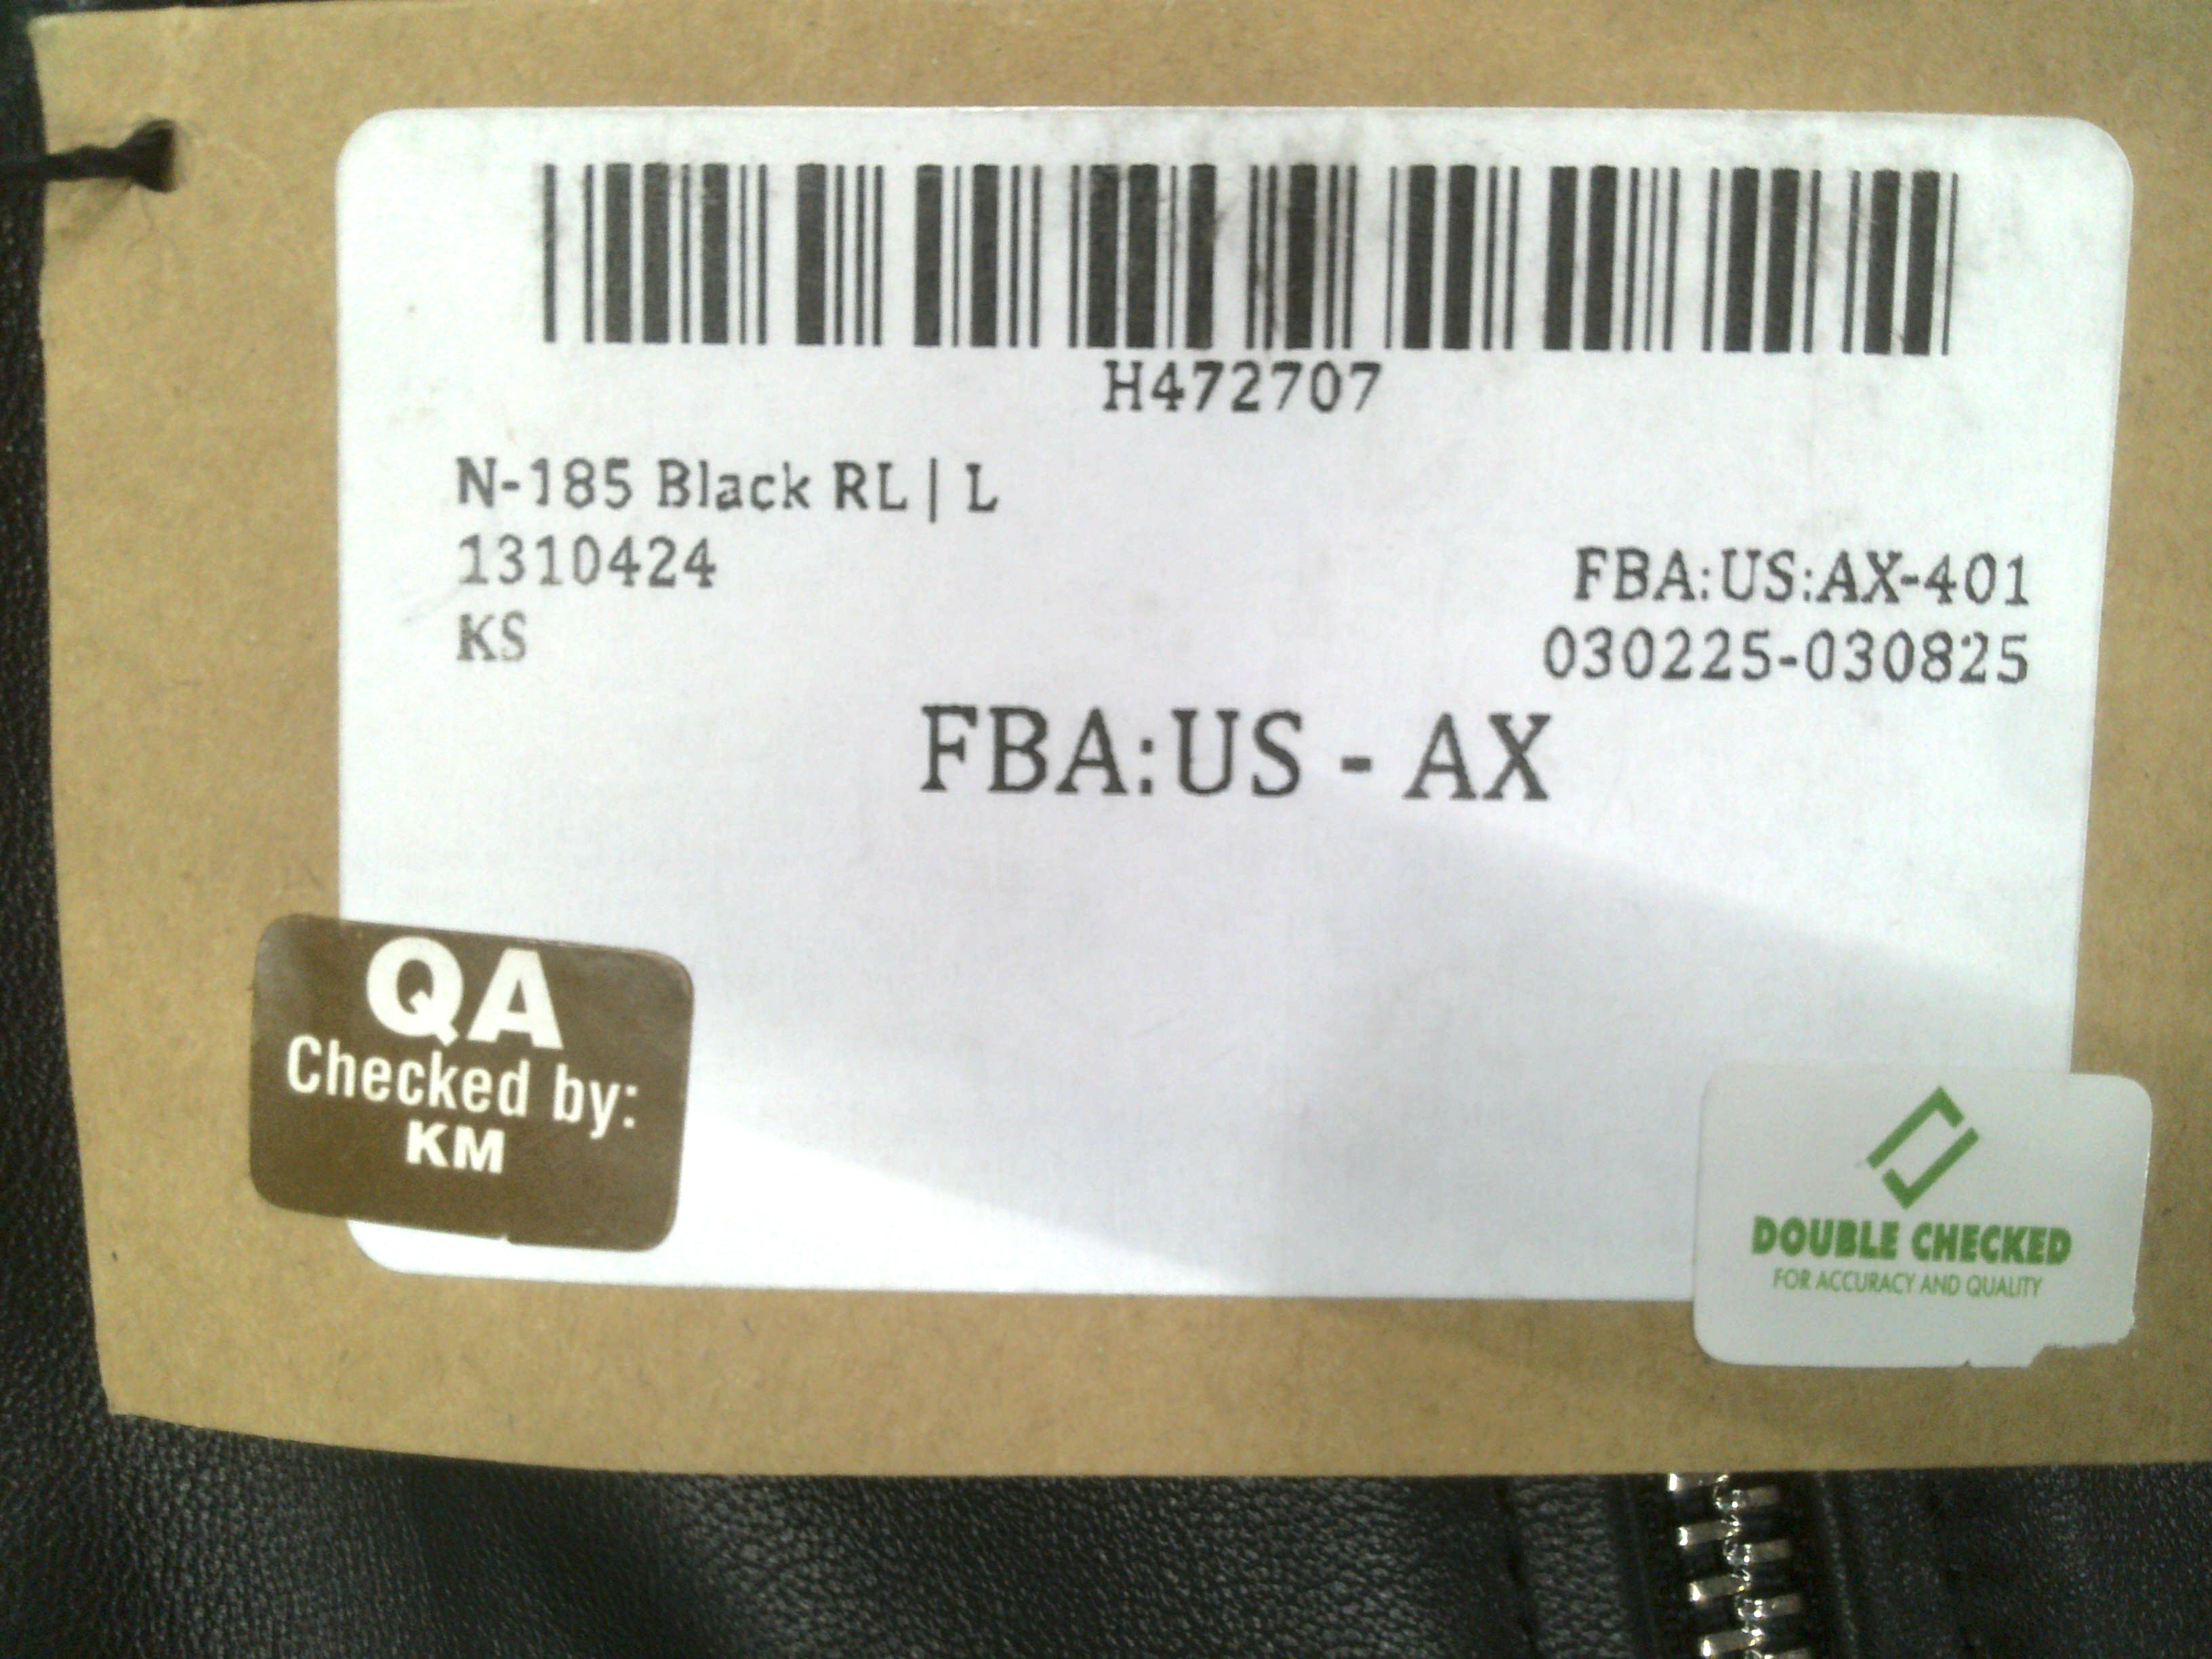 H472707
N-185 Black RL | L
1310424
KS
FBA:US:AX-401
030225-030825
FBA:US - AX
QA
Checked by:
KM
DOUBLE CHECKED
FOR ACCURACY AND QUALITY